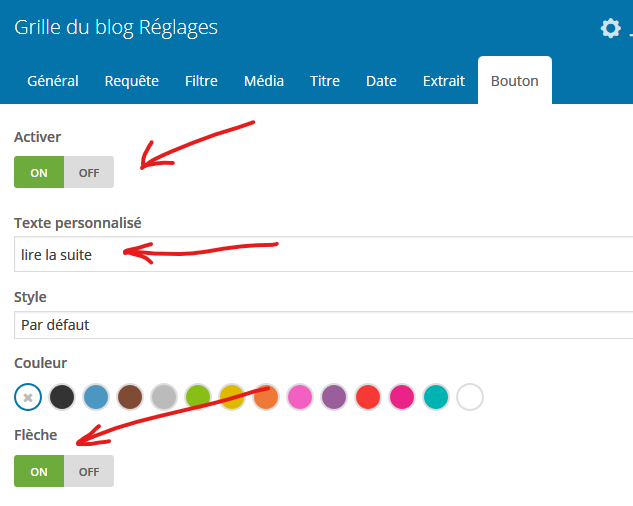 Grille du blog Réglages
Général Requête Filtre Média Titre Date Extrait Bouton
Activer
ON OFF
Texte personnalisé
lire la suite
Style
Par défaut
Couleur
Flèche
ON OFF